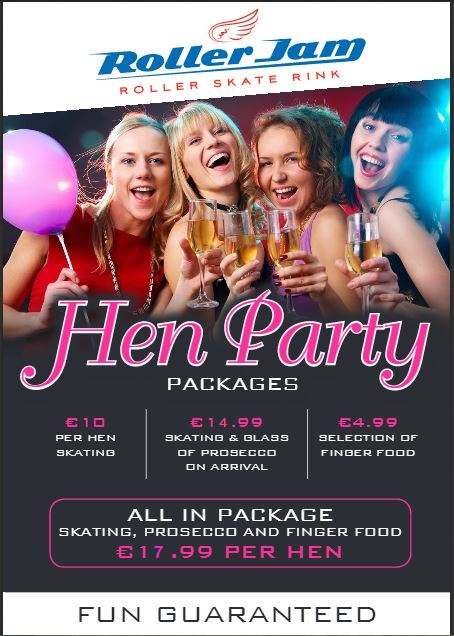 Roller Jam
ROLLER SKATE RINK
Hen Party
PACKAGES
€10
PER HEN
SKATING
€14.99
SKATING & GLASS
OF PROSECCO
ON ARRIVAL
€4.99
SELECTION OF
FINGER FOOD
ALL IN PACKAGE
SKATING, PROSECCO AND FINGER FOOD
€17.99 PER HEN
FUN GUARANTEED